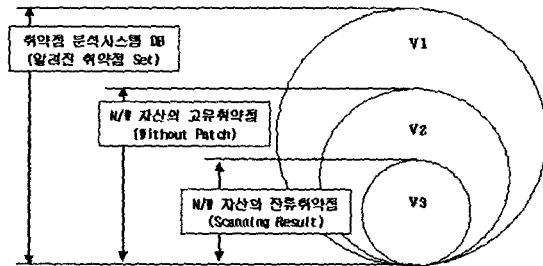 취약점 분석시스템 DB
(알려진 취약점 Set)
V1
N/W 자산의 고유취약점
(Without Patch)
V2
N/W 자산의 잔류취약점
(Scanning Result)
V3